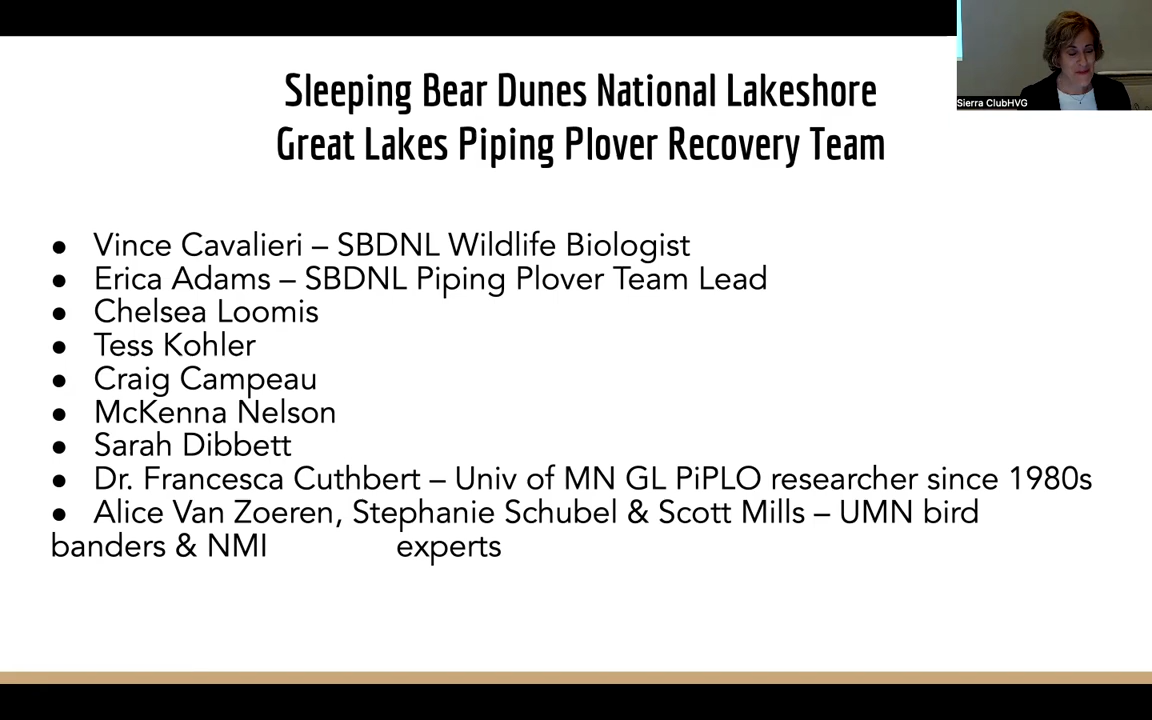 Sleeping Bear Dunes National Lakeshore
Great Lakes Piping Plover Recovery Team
Sierra ClubHVG
● Vince Cavalieri – SBDNL Wildlife Biologist
● Erica Adams – SBDNL Piping Plover Team Lead
● Chelsea Loomis
● Tess Kohler
● Craig Campeau
● McKenna Nelson
● Sarah Dibbett
● Dr. Francesca Cuthbert – Univ of MN GL PiPLO researcher since 1980s
● Alice Van Zoeren, Stephanie Schubel & Scott Mills – UMN bird
banders & NMI experts